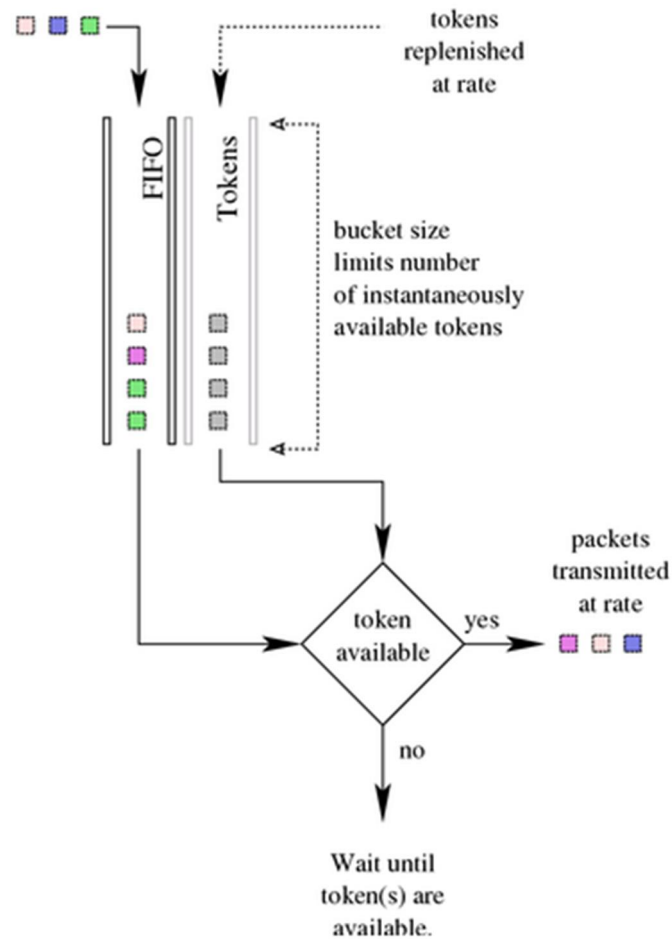 tokens
replenished
at rate
FIFO
Tokens
bucket size
limits number
of instantaneously
available tokens
packets
transmitted
at rate
token
available
yes
no
Wait until
token(s) are
available.